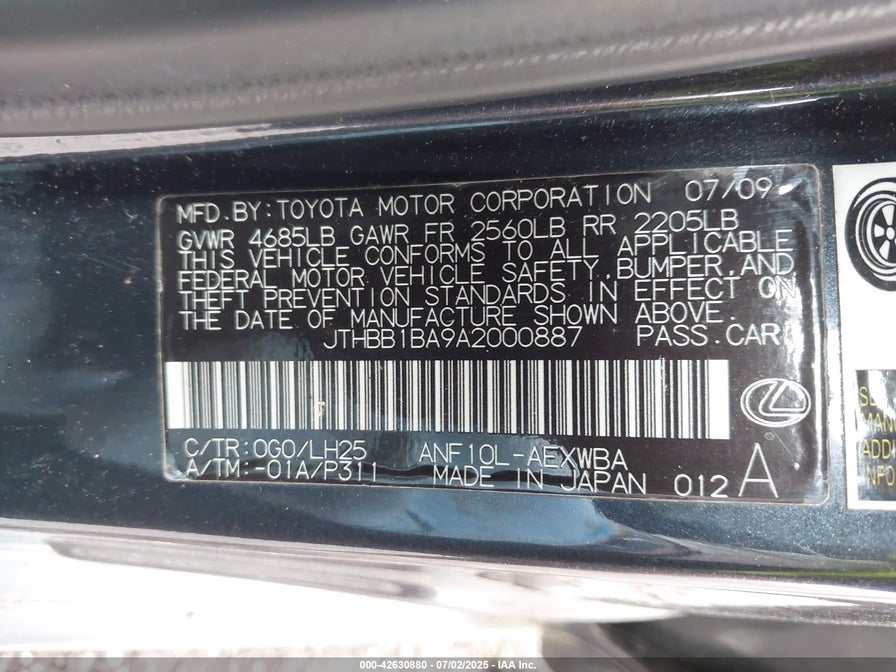 MFD.BY:TOYOTA MOTOR CORPORATION 07/09
GVWR 4685LB GAWR FR 2560LB RR 2205LB
THIS VEHICLE CONFORMS TO ALL APPLICABLE
FEDERAL MOTOR VEHICLE SAFETY,BUMPER,AND
THEFT PREVENTION STANDARDS IN EFFECT ON
THE DATE OF MANUFACTURE SHOWN ABOVE.
JTHBB1BA9A2000887 PASS.CAR
C/TR:0G0/LH25 ANF10L-AEXWBA
A/TM:-01A/P311 MADE IN JAPAN 012 A
000-42630880 - 07/02/2025 - IAA Inc.